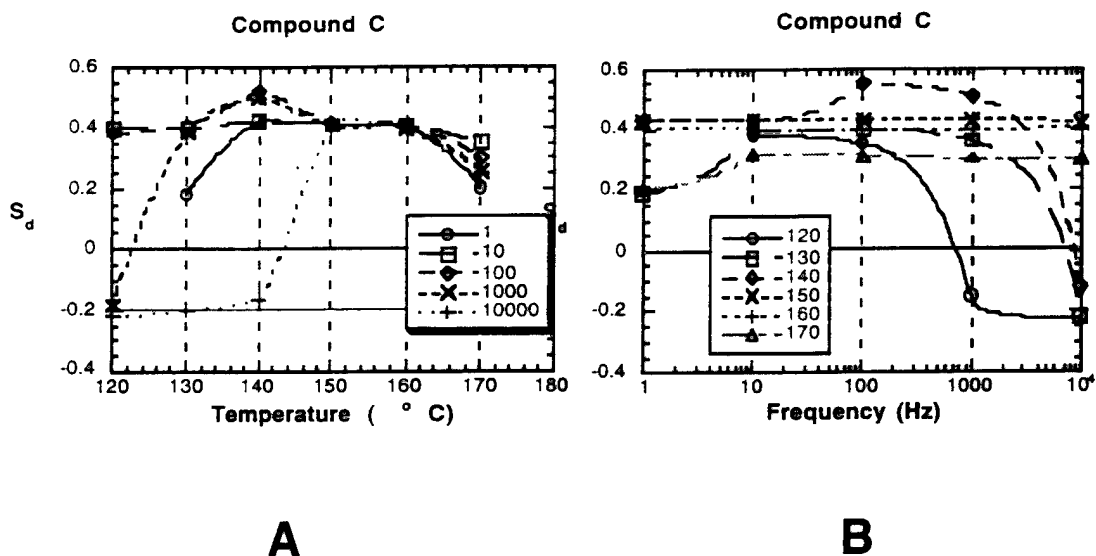 Compound C
0.6
0.4
0.2
0
-0.2
-0.4
S d
120 130 140 150 160 170 180
Temperature ( ° C)
1
10
100
1000
10000
A
Compound C
0.6
0.4
0.2
0
-0.2
-0.4
S d
1 10 100 1000 10⁴
Frequency (Hz)
120
130
140
150
160
170
B